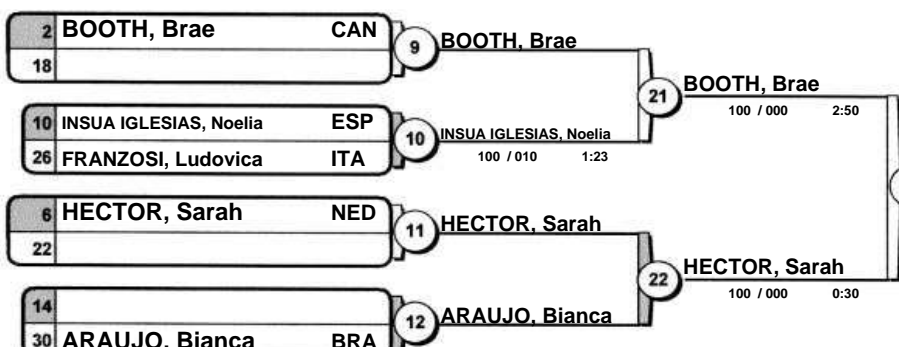 2 BOOTH, Brae CAN
18
9 BOOTH, Brae
10 INSUA IGLESIAS, Noelia ESP
26 FRANZOSI, Ludovica ITA
10 INSUA IGLESIAS, Noelia
100 / 010 1:23
21 BOOTH, Brae
100 / 000 2:50
6 HECTOR, Sarah NED
22
11 HECTOR, Sarah
14
30 ARAUJO, Bianca BRA
12 ARAUJO, Bianca
22 HECTOR, Sarah
100 / 000 0:30